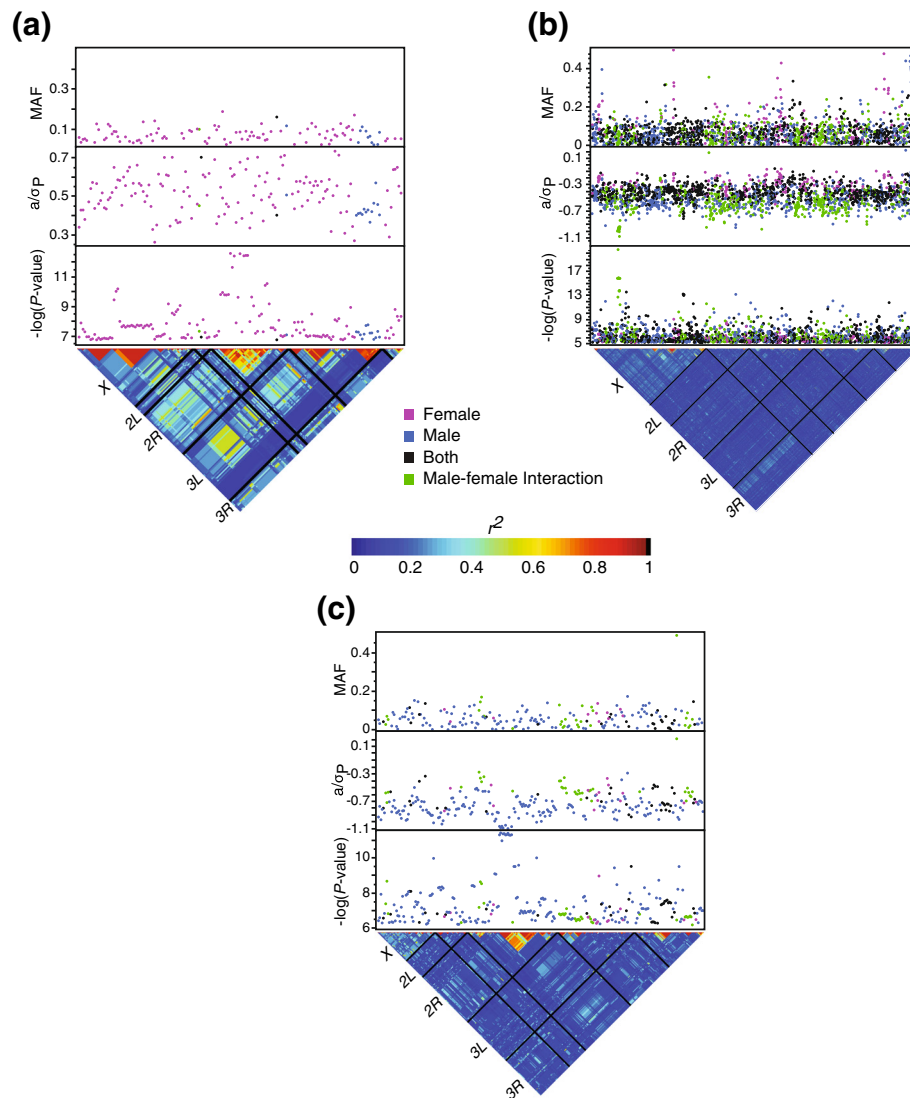 (a)
MAF
0.3
0.1
a/σP
0.7
0.5
0.3
-log(P-value)
11
9
7
X
2L
2R
3L
3R
(b)
MAF
0.4
0.2
0
a/σP
0.1
-0.3
-0.7
-1.1
-log(P-value)
17
13
9
5
X
2L
2R
3L
3R
Female
Male
Both
Male-female Interaction
r2
0 0.2 0.4 0.6 0.8 1
(c)
MAF
0.4
0.2
0
a/σP
0.1
-0.3
-0.7
-1.1
-log(P-value)
10
8
6
X
2L
2R
3L
3R